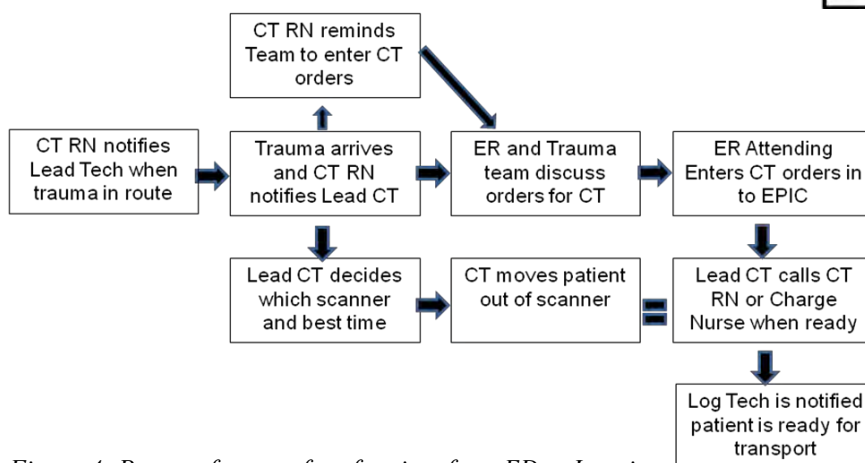 CT RN reminds
Team to enter CT
orders
CT RN notifies
Lead Tech when
trauma in route
Trauma arrives
and CT RN
notifies Lead CT
ER and Trauma
team discuss
orders for CT
ER Attending
Enters CT orders in
to EPIC
Lead CT decides
which scanner
and best time
CT moves patient
out of scanner
Lead CT calls CT
RN or Charge
Nurse when ready
Log Tech is notified
patient is ready for
transport